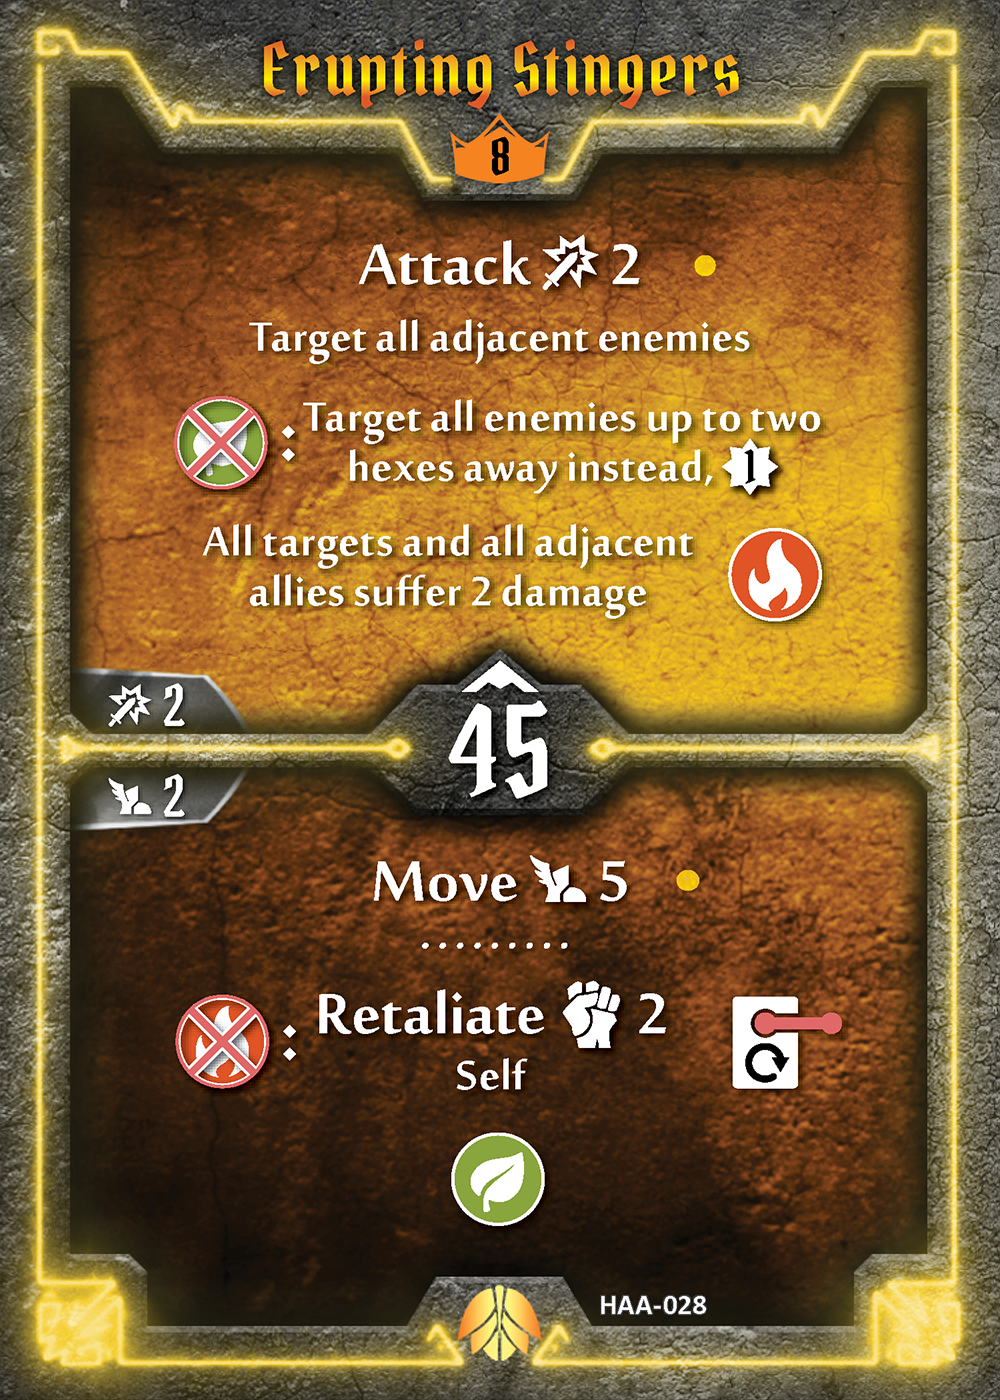 Erupting Stingers
8
Attack 2
Target all adjacent enemies
: Target all enemies up to two
hexes away instead, 1
All targets and all adjacent
allies suffer 2 damage
2
45
2
Move 5
.........
: Retaliate 2
Self
HAA-028